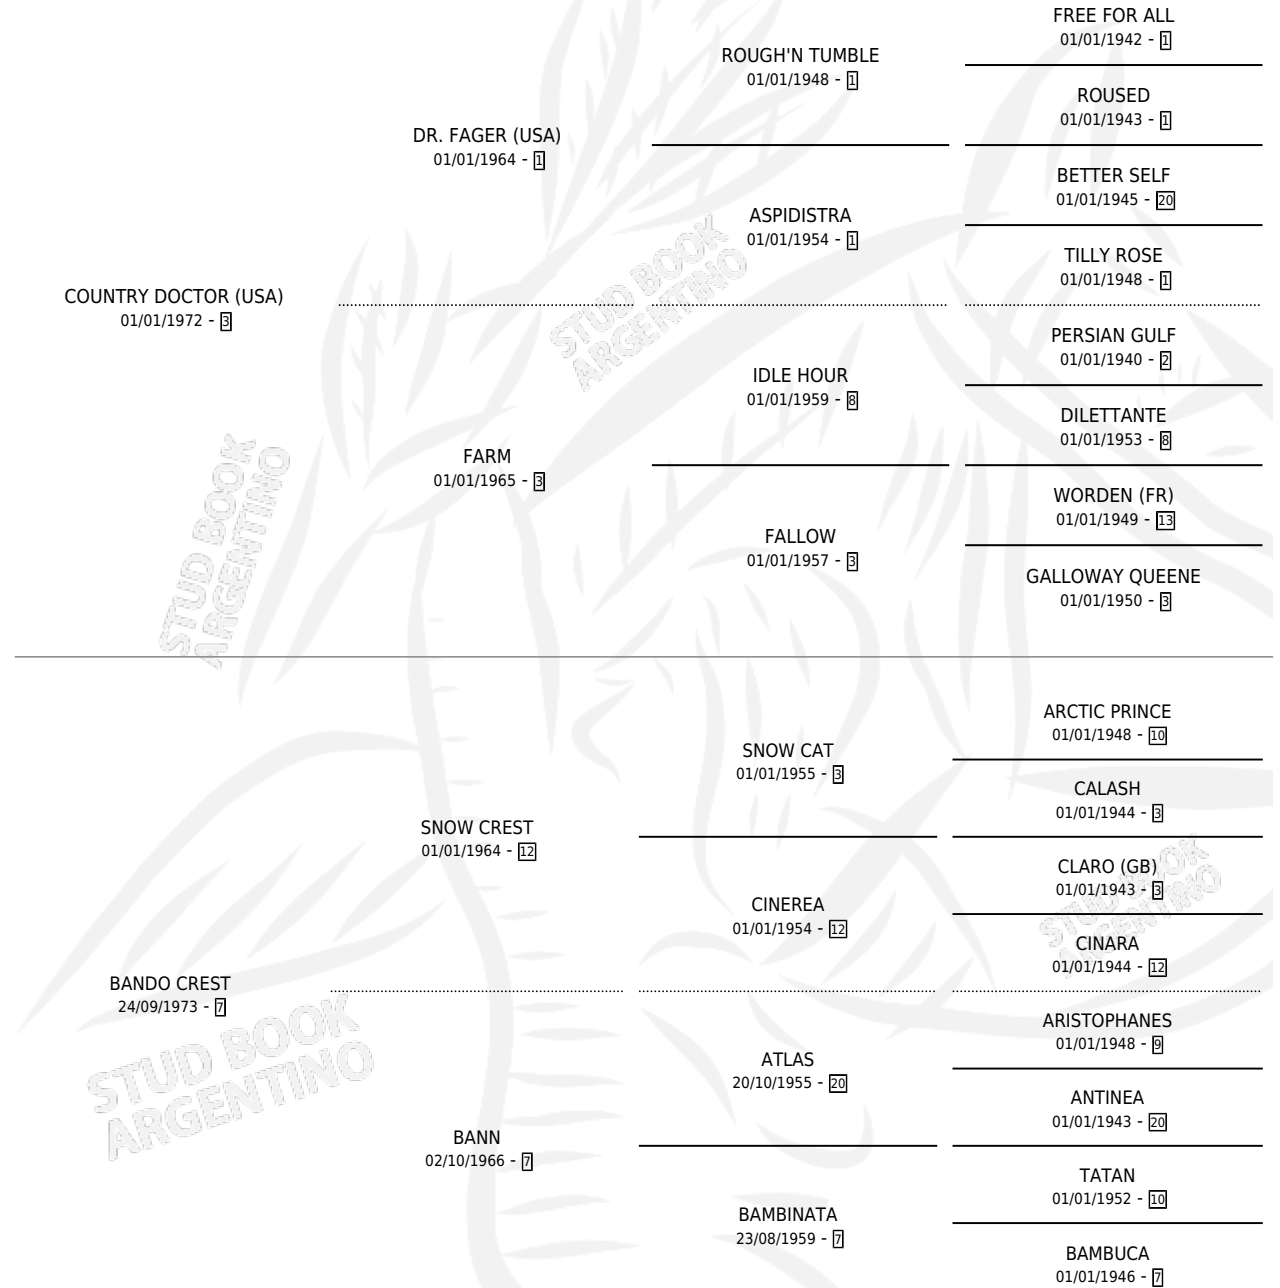 FREE FOR ALL
01/01/1942 - 1
ROUGH'N TUMBLE
01/01/1948 - 1
ROUSED
01/01/1943 - 1
DR. FAGER (USA)
01/01/1964 - 1
BETTER SELF
01/01/1945 - 20
ASPIDISTRA
01/01/1954 - 1
TILLY ROSE
01/01/1948 - 1
COUNTRY DOCTOR (USA)
01/01/1972 - 3
PERSIAN GULF
01/01/1940 - 2
IDLE HOUR
01/01/1959 - 8
DILETTANTE
01/01/1953 - 8
FARM
01/01/1965 - 3
WORDEN (FR)
01/01/1949 - 13
FALLOW
01/01/1957 - 3
GALLOWAY QUEENE
01/01/1950 - 3
ARCTIC PRINCE
01/01/1948 - 10
SNOW CAT
01/01/1955 - 3
CALASH
01/01/1944 - 3
SNOW CREST
01/01/1964 - 12
CLARO (GB)
01/01/1943 - 3
CINEREA
01/01/1954 - 12
CINARA
01/01/1944 - 12
BANDO CREST
24/09/1973 - 7
ARISTOPHANES
01/01/1948 - 9
ATLAS
20/10/1955 - 20
ANTINEA
01/01/1943 - 20
BANN
02/10/1966 - 7
TATAN
01/01/1952 - 10
BAMBINATA
23/08/1959 - 7
BAMBUCA
01/01/1946 - 7
STUD BOOK
ARGENTINO
STUD BOOK
ARGENTINO
STUD BOOK
ARGENTINO
STUD BOOK
ARGENTINO